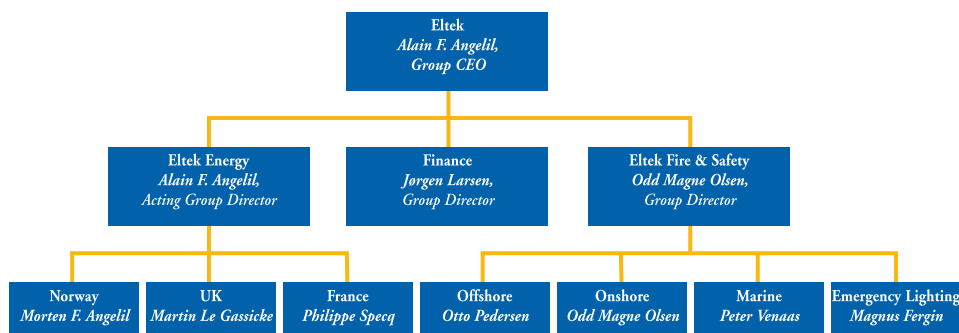 Eltek
Alain F. Angelil,
Group CEO
Eltek Energy
Alain F. Angelil,
Acting Group Director
Finance
Jørgen Larsen,
Group Director
Eltek Fire & Safety
Odd Magne Olsen,
Group Director
Norway
Morten F. Angelil
UK
Martin Le Gassicke
France
Philippe Specq
Offshore
Otto Pedersen
Onshore
Odd Magne Olsen
Marine
Peter Venaas
Emergency Lighting
Magnus Fergin